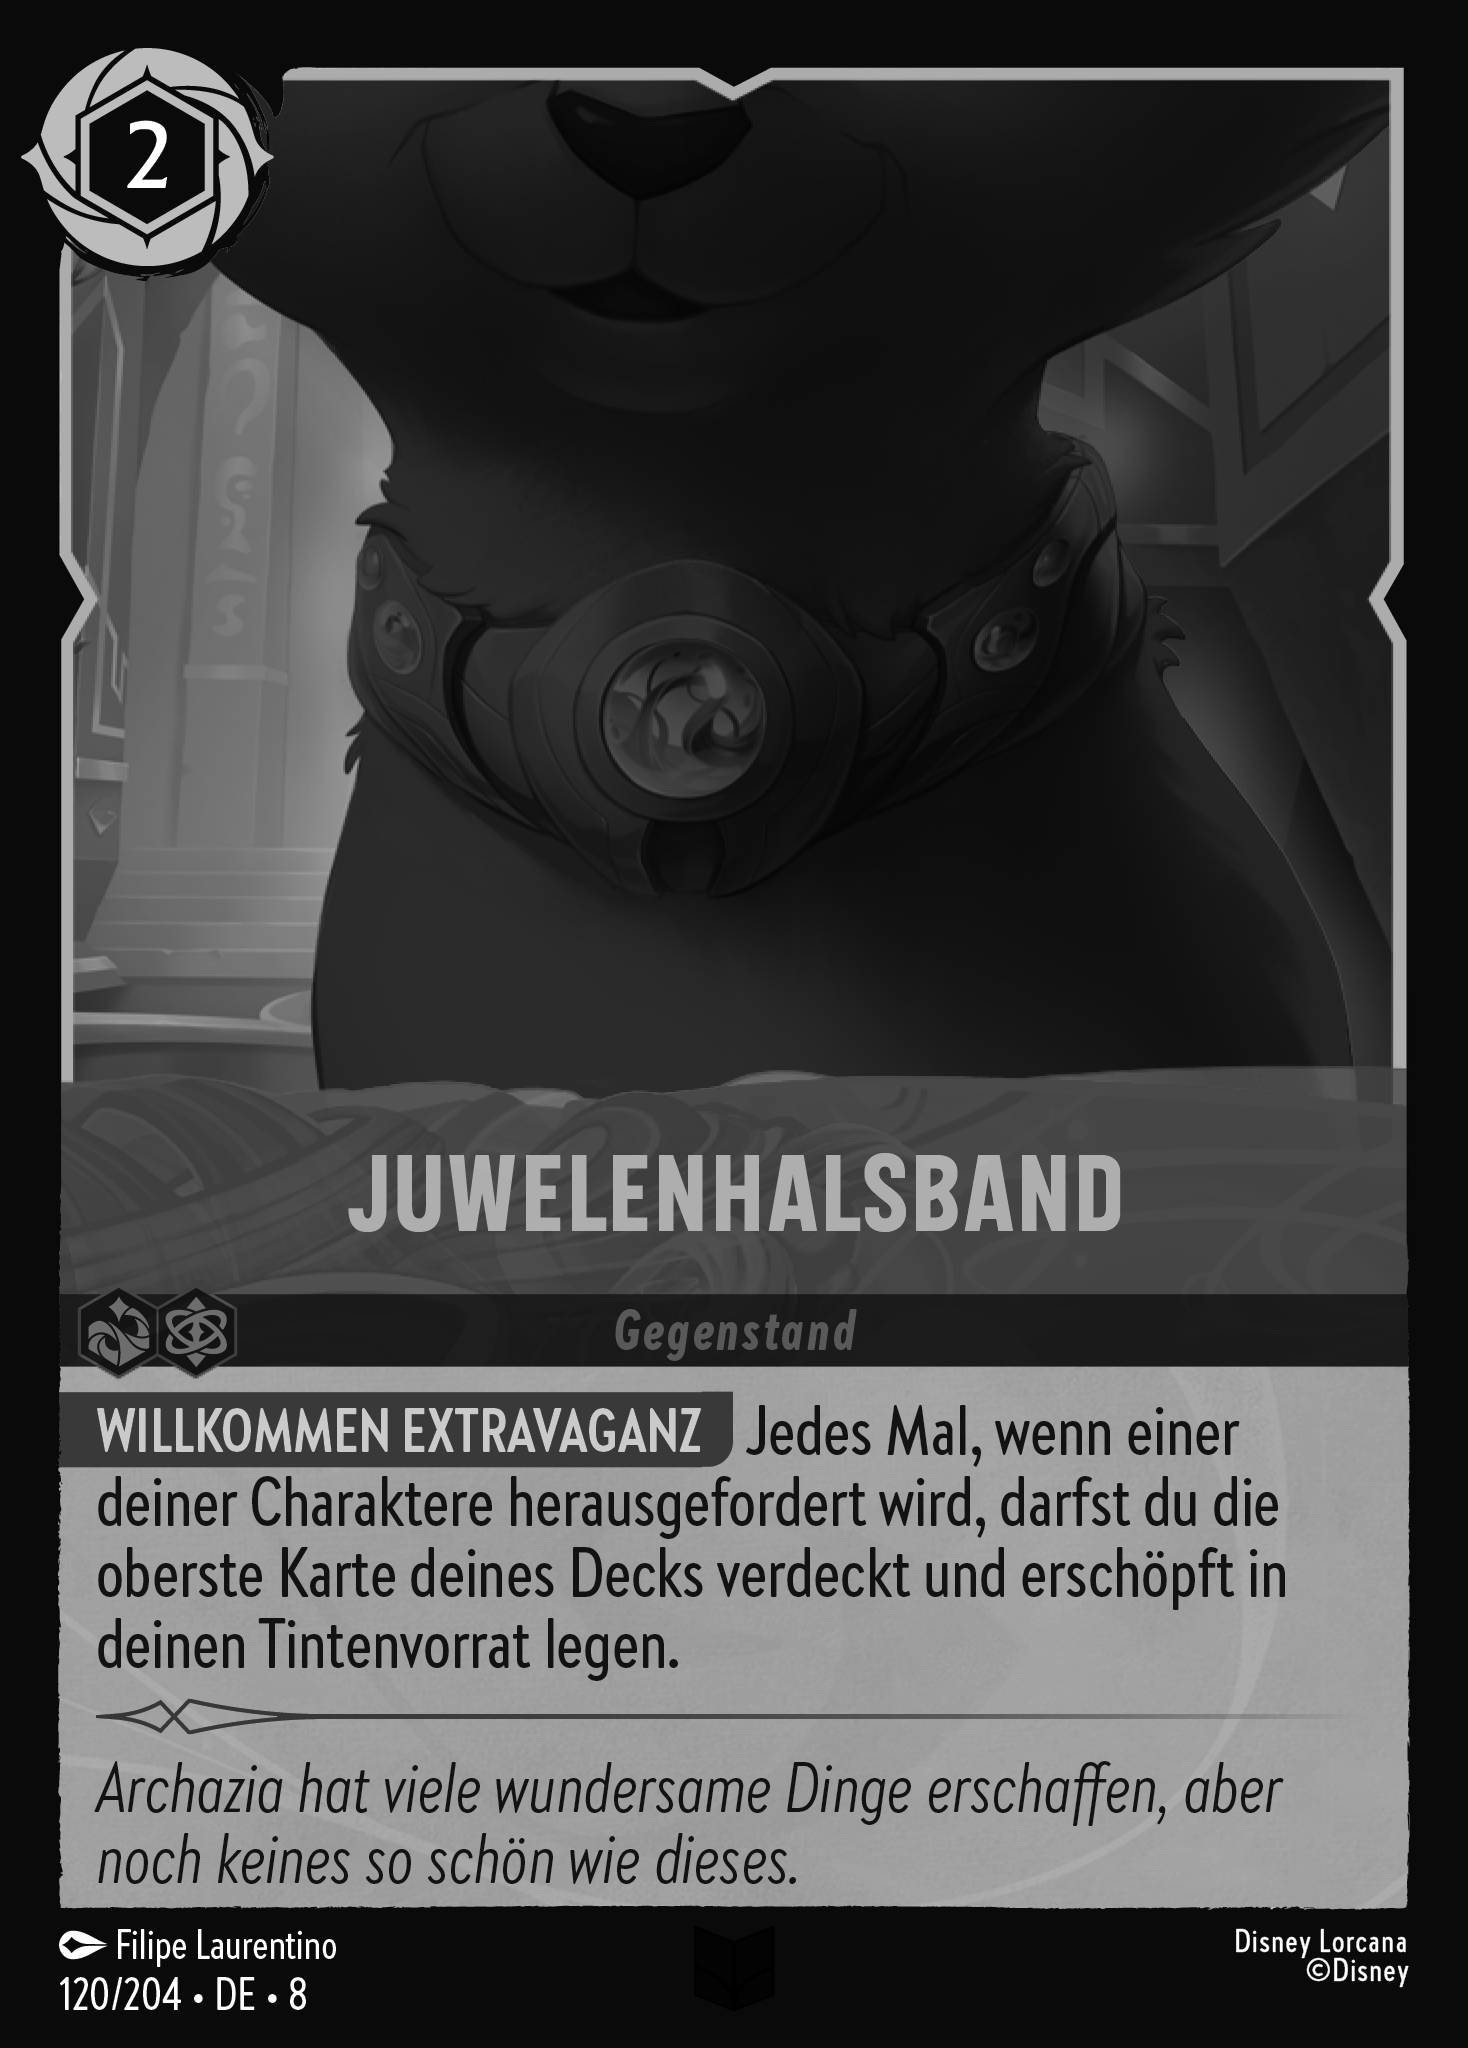 2
JUWELENHALSBAND
Gegenstand
WILLKOMMEN EXTRAVAGANZ Jedes Mal, wenn einer
deiner Charaktere herausgefordert wird, darfst du die
oberste Karte deines Decks verdeckt und erschöpft in
deinen Tintenvorrat legen.
Archazia hat viele wundersame Dinge erschaffen, aber
noch keines so schön wie dieses.
Filipe Laurentino
120/204 • DE • 8
Disney Lorcana
©Disney